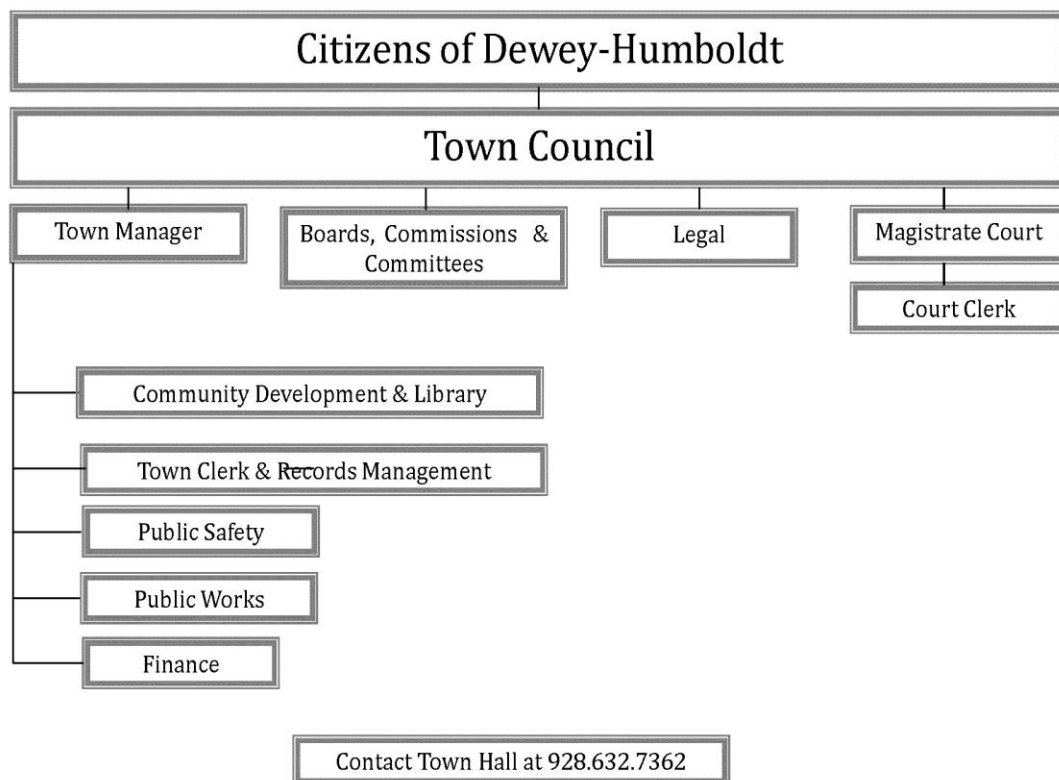 Citizens of Dewey-Humboldt
Town Council
Town Manager
Boards, Commissions &
Committees
Legal
Magistrate Court
Court Clerk
Community Development & Library
Town Clerk & Records Management
Public Safety
Public Works
Finance
Contact Town Hall at 928.632.7362